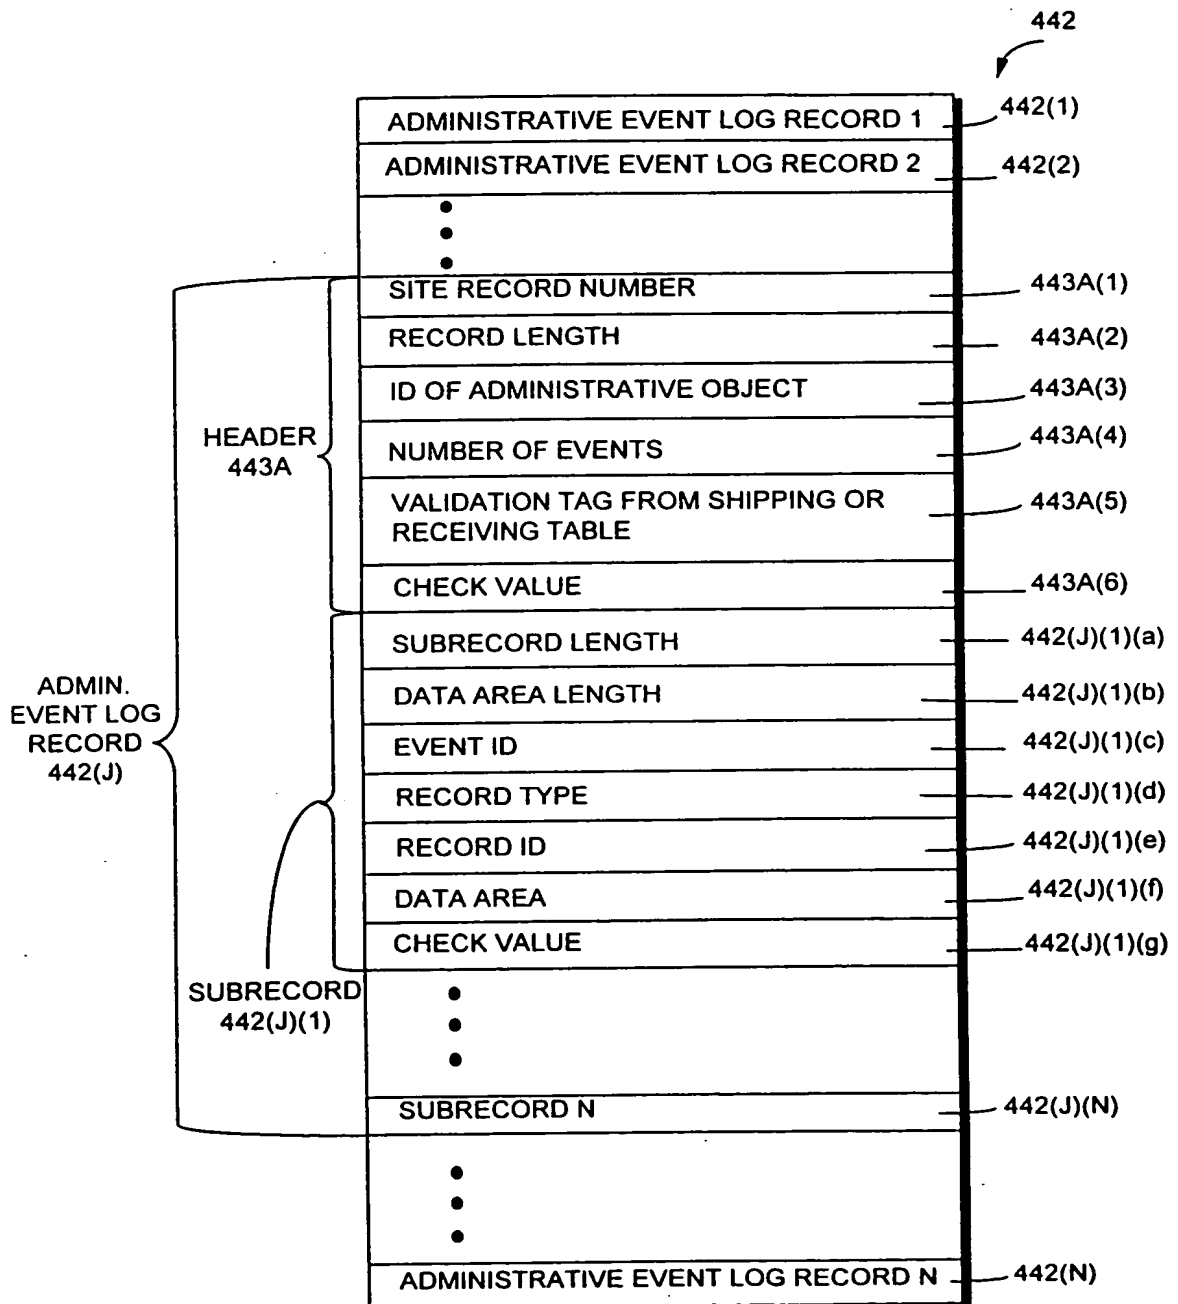 442
ADMINISTRATIVE EVENT LOG RECORD 1 442(1)
ADMINISTRATIVE EVENT LOG RECORD 2 442(2)
SITE RECORD NUMBER 443A(1)
RECORD LENGTH 443A(2)
ID OF ADMINISTRATIVE OBJECT 443A(3)
HEADER
443A
NUMBER OF EVENTS 443A(4)
VALIDATION TAG FROM SHIPPING OR
RECEIVING TABLE
443A(5)
CHECK VALUE 443A(6)
SUBRECORD LENGTH 442(J)(1)(a)
ADMIN.
EVENT LOG
RECORD
442(J)
DATA AREA LENGTH 442(J)(1)(b)
EVENT ID 442(J)(1)(c)
RECORD TYPE 442(J)(1)(d)
RECORD ID 442(J)(1)(e)
DATA AREA 442(J)(1)(f)
CHECK VALUE 442(J)(1)(g)
SUBRECORD
442(J)(1)
SUBRECORD N 442(J)(N)
ADMINISTRATIVE EVENT LOG RECORD N 442(N)